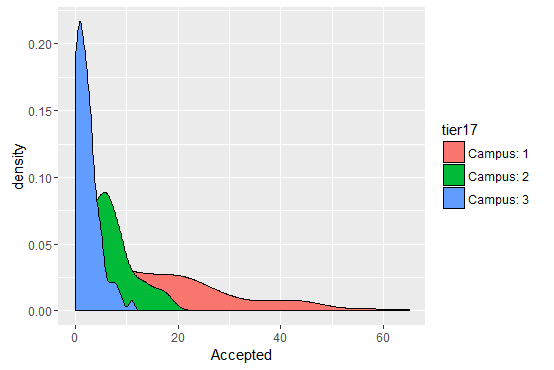 0.20
0.15
0.10
0.05
0.00
density
0 20 40 60
Accepted
tier17
Campus: 1
Campus: 2
Campus: 3